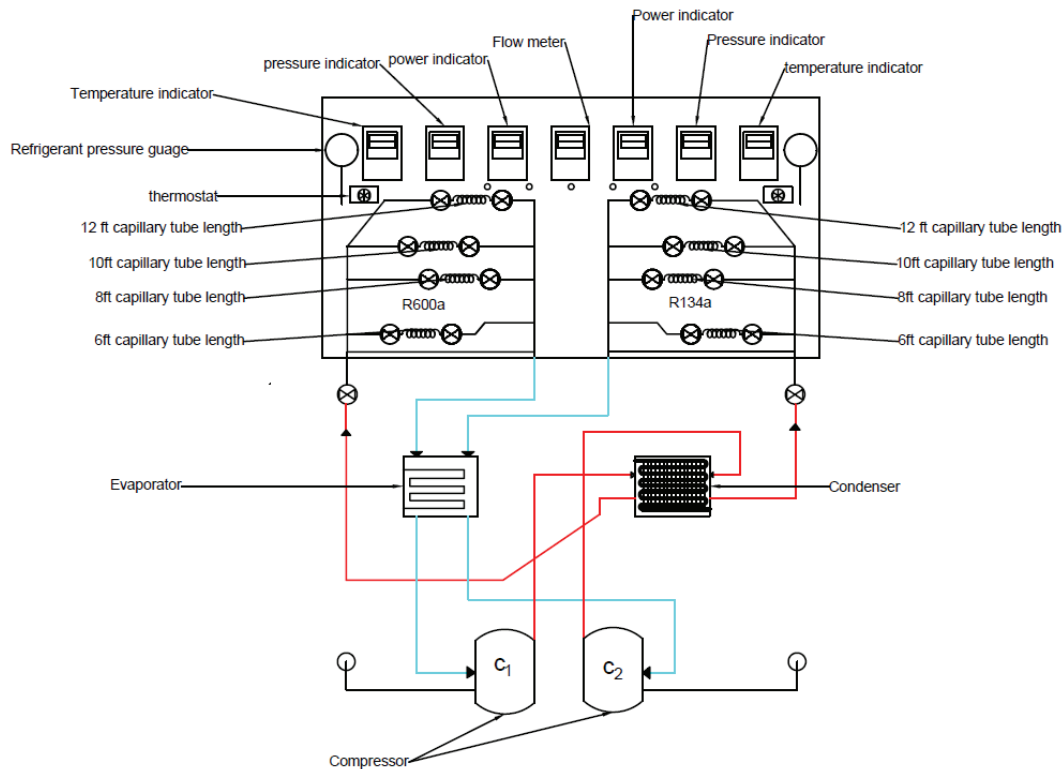 Power indicator
Flow meter
Pressure indicator
power indicator
pressure indicator
temperature indicator
Temperature indicator
Refrigerant pressure guage
thermostat
12 ft capillary tube length
12 ft capillary tube length
10ft capillary tube length
10ft capillary tube length
8ft capillary tube length
8ft capillary tube length
R600a
R134a
6ft capillary tube length
6ft capillary tube length
Evaporator
Condenser
C1
C2
Compressor